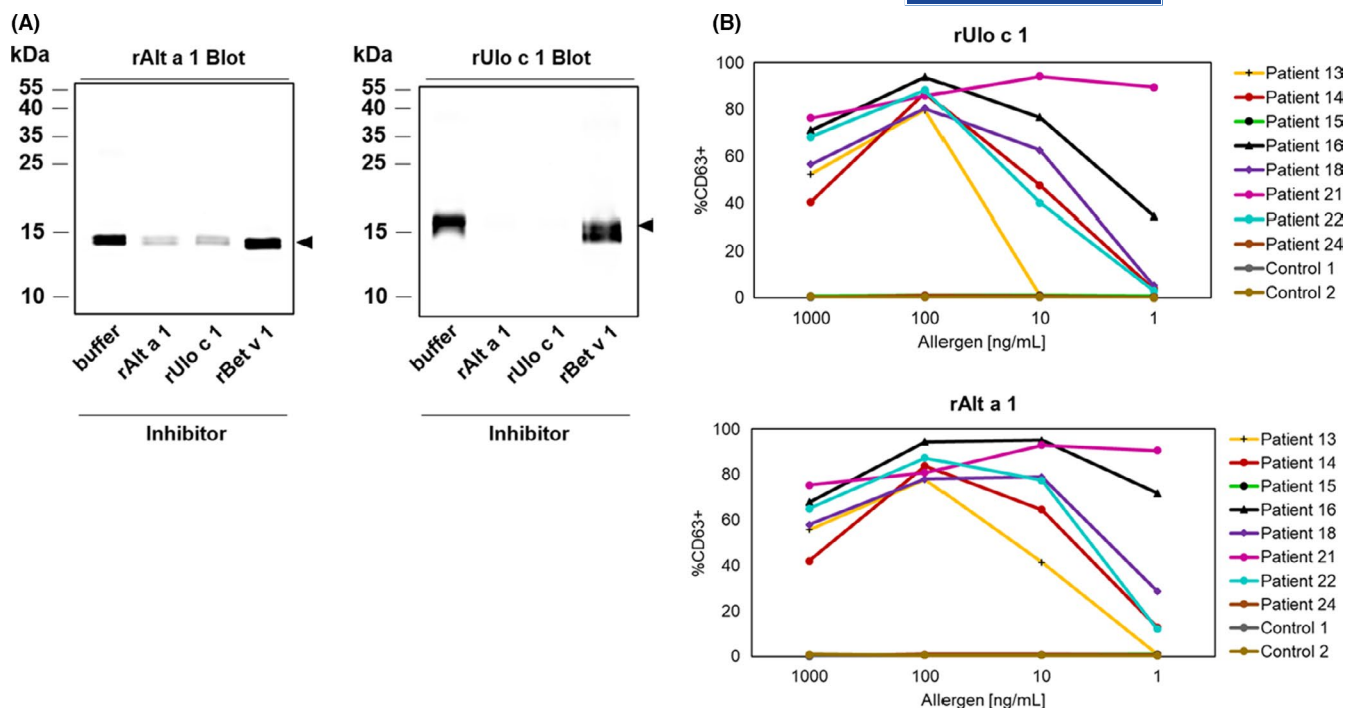 (A)
kDa
rAlt a 1 Blot
55
40
35
25
15
10
buffer
rAlt a 1
rUlo c 1
rBet v 1
Inhibitor
kDa
rUlo c 1 Blot
55
40
35
25
15
10
buffer
rAlt a 1
rUlo c 1
rBet v 1
Inhibitor
(B)
rUlo c 1
%CD63+
100
80
60
40
20
0
1000 100 10 1
Allergen [ng/mL]
Patient 13
Patient 14
Patient 15
Patient 16
Patient 18
Patient 21
Patient 22
Patient 24
Control 1
Control 2
rAlt a 1
%CD63+
100
80
60
40
20
0
1000 100 10 1
Allergen [ng/mL]
Patient 13
Patient 14
Patient 15
Patient 16
Patient 18
Patient 21
Patient 22
Patient 24
Control 1
Control 2